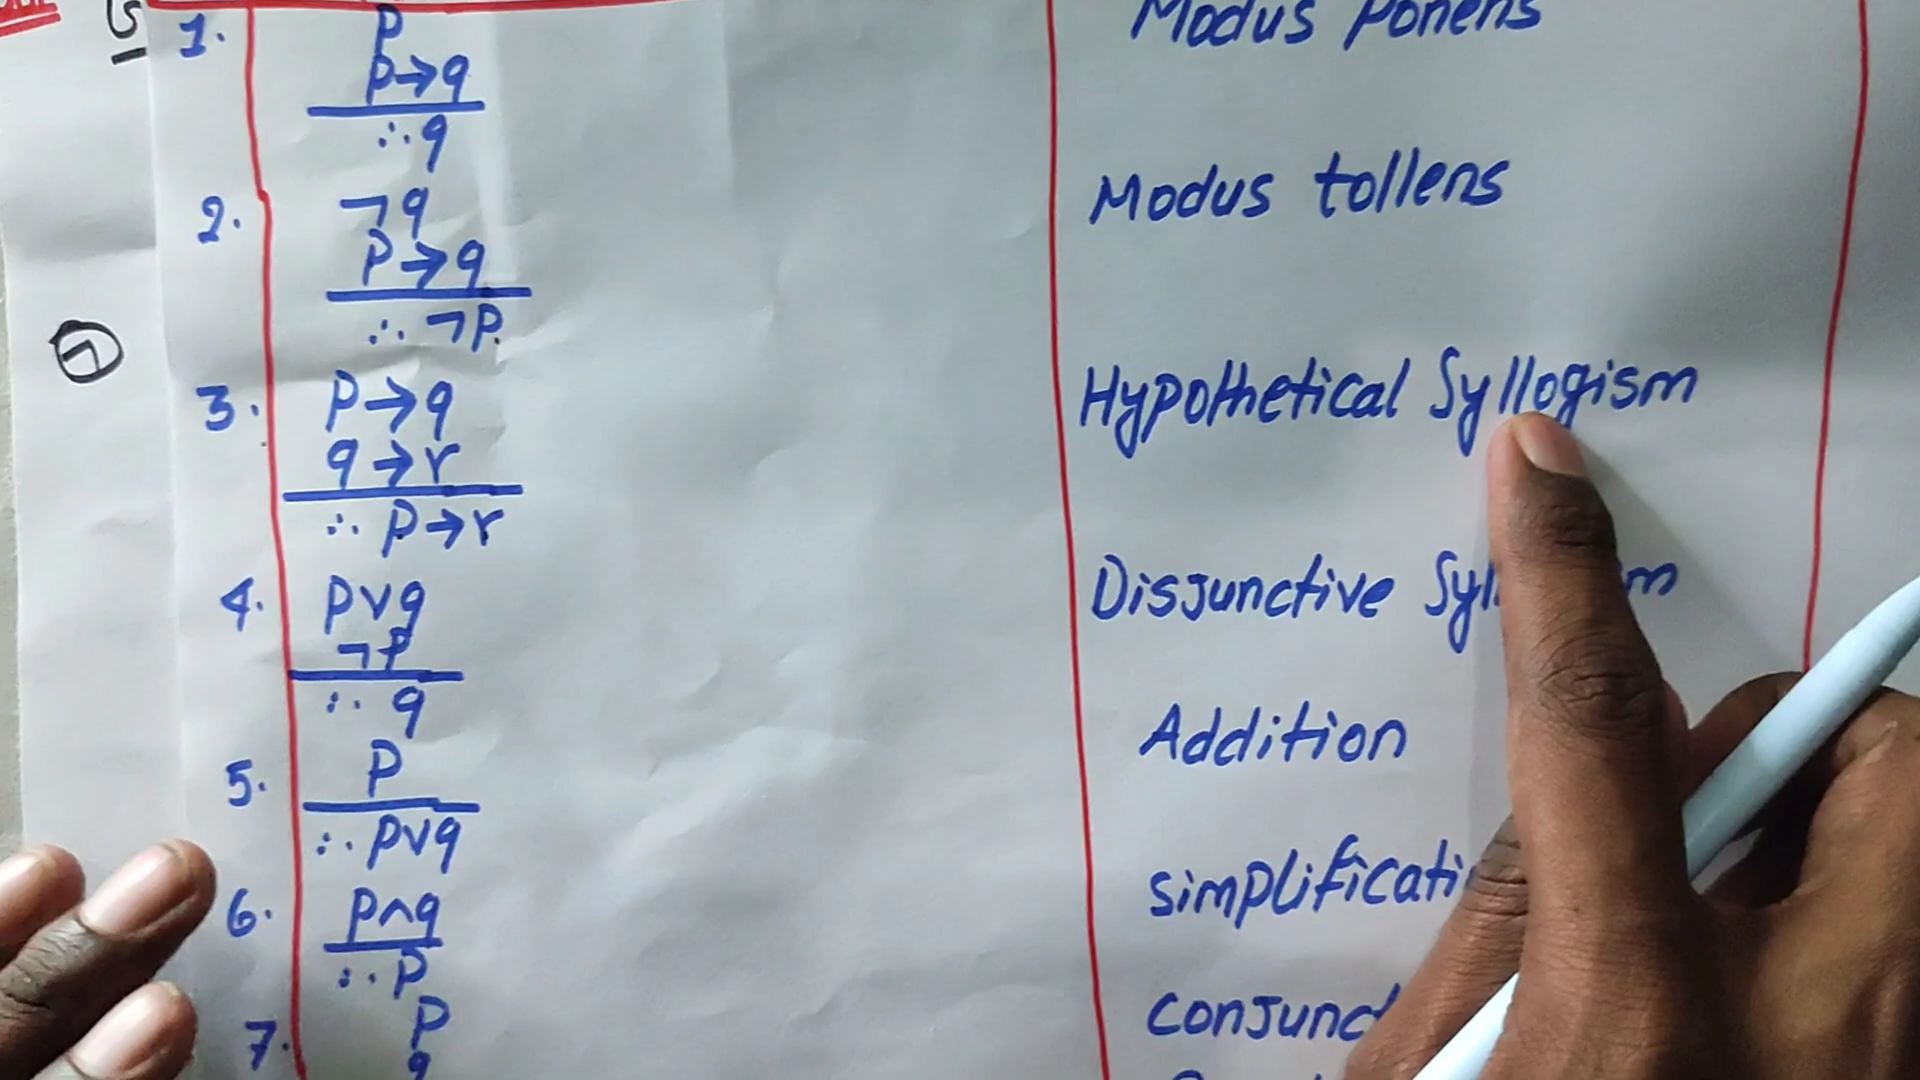 1. P Modus Ponens
P→q
∴ q
2. ¬q Modus tollens
P→q
∴ ¬P.
3. P→q Hypothetical Syllogism
q→r
∴ P→r
4. P∨q Disjunctive
¬P
∴ q
5. P Addition
∴ P∨q
6. P∧q
∴ P
7. P
q